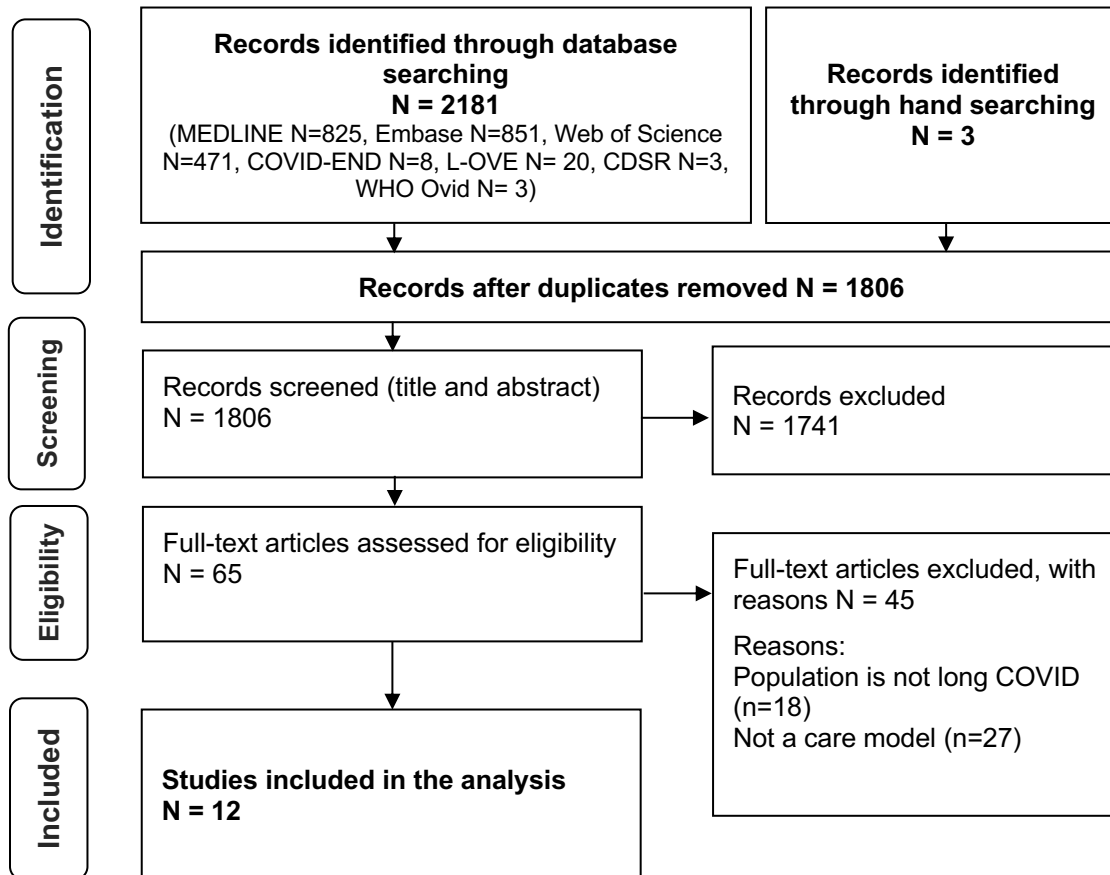 Identification
Records identified through database
searching
N = 2181
(MEDLINE N=825, Embase N=851, Web of Science
N=471, COVID-END N=8, L-OVE N= 20, CDSR N=3,
WHO Ovid N= 3)
Records identified
through hand searching
N = 3
Records after duplicates removed N = 1806
Screening
Records screened (title and abstract)
N = 1806
Records excluded
N = 1741
Eligibility
Full-text articles assessed for eligibility
N = 65
Full-text articles excluded, with
reasons N = 45
Reasons:
Population is not long COVID
(n=18)
Not a care model (n=27)
Included
Studies included in the analysis
N = 12